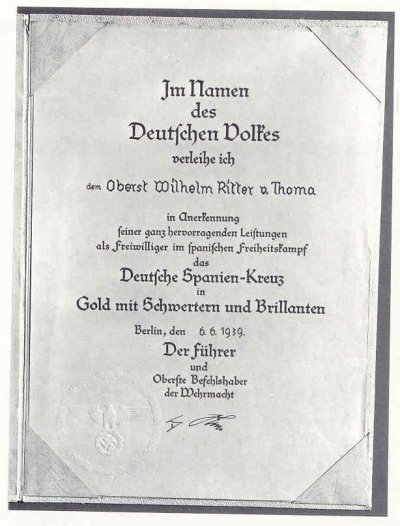 Im Namen
des
Deutschen Volkes
verleihe ich
dem Oberst Wilhelm Ritter v. Thoma
in Anerkennung
seiner ganz hervorragenden Leistungen
als Freiwilliger im spanischen Freiheitskampf
das
Deutsche Spanien-Kreuz
in
Gold mit Schwertern und Brillanten
Berlin, den 6. 6. 1939.
Der Führer
und
Oberste Befehlshaber
der Wehrmacht